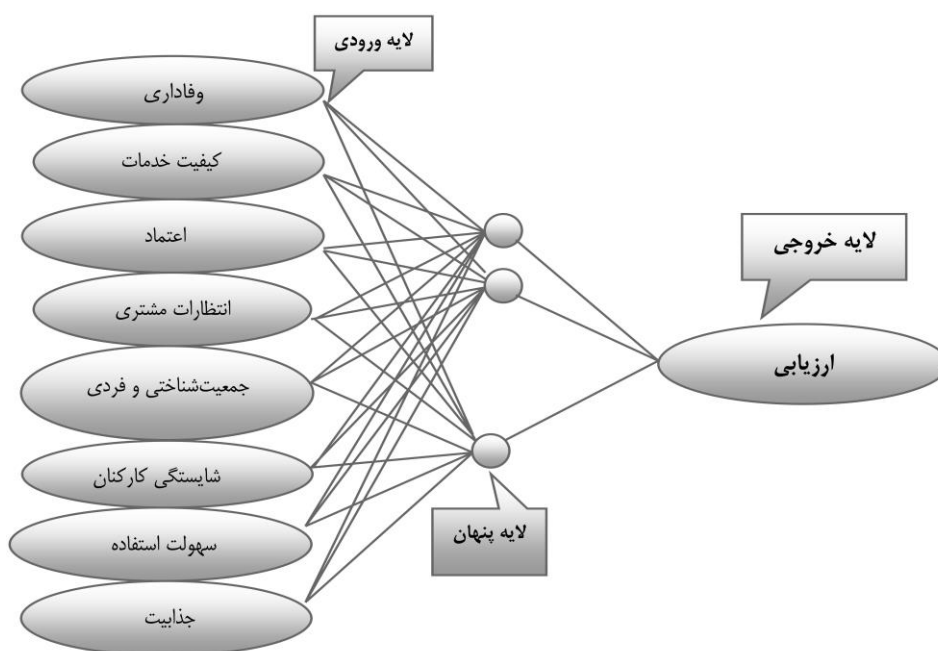 لایه ورودی
وفاداری
کیفیت خدمات
اعتماد
انتظارات مشتری
جمعیت‌شناختی و فردی
شایستگی کارکنان
سهولت استفاده
جذابیت
لایه پنهان
لایه خروجی
ارزیابی